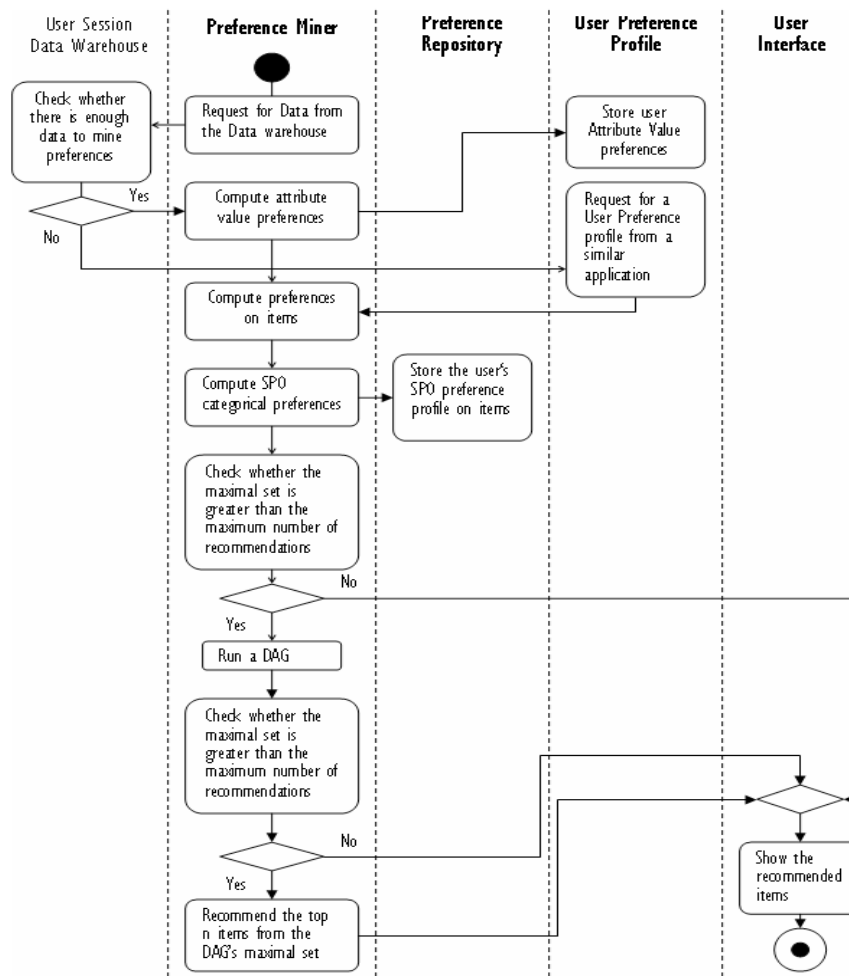 User Session
Data Warehouse
Preference Miner
Preference
Repository
User Preference
Profile
User
Interface
Check whether
there is enough
data to mine
preferences
Request for Data from
the Data warehouse
Store user
Attribute Value
preferences
Yes
No
Compute attribute
value preferences
Request for a
User Preference
profile from a
similar
application
Compute preferences
on items
Compute SPO
categorical preferences
Store the user's
SPO preference
profile on items
Check whether the
maximal set is
greater than the
maximum number of
recommendations
No
Yes
Run a DAG
Check whether the
maximal set is
greater than the
maximum number of
recommendations
No
Yes
Show the
recommended
items
Recommend the top
n items from the
DAG's maximal set